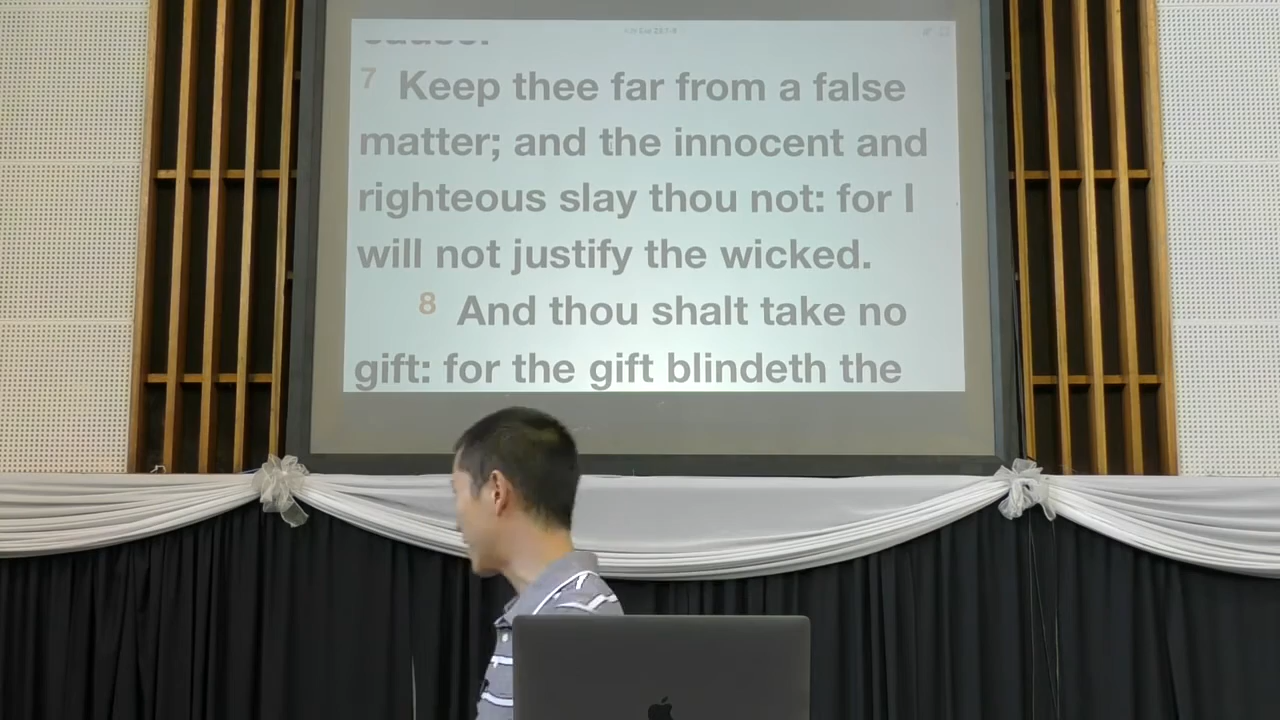 7 Keep thee far from a false
matter; and the innocent and
righteous slay thou not: for I
will not justify the wicked.
8 And thou shalt take no
gift: for the gift blindeth the